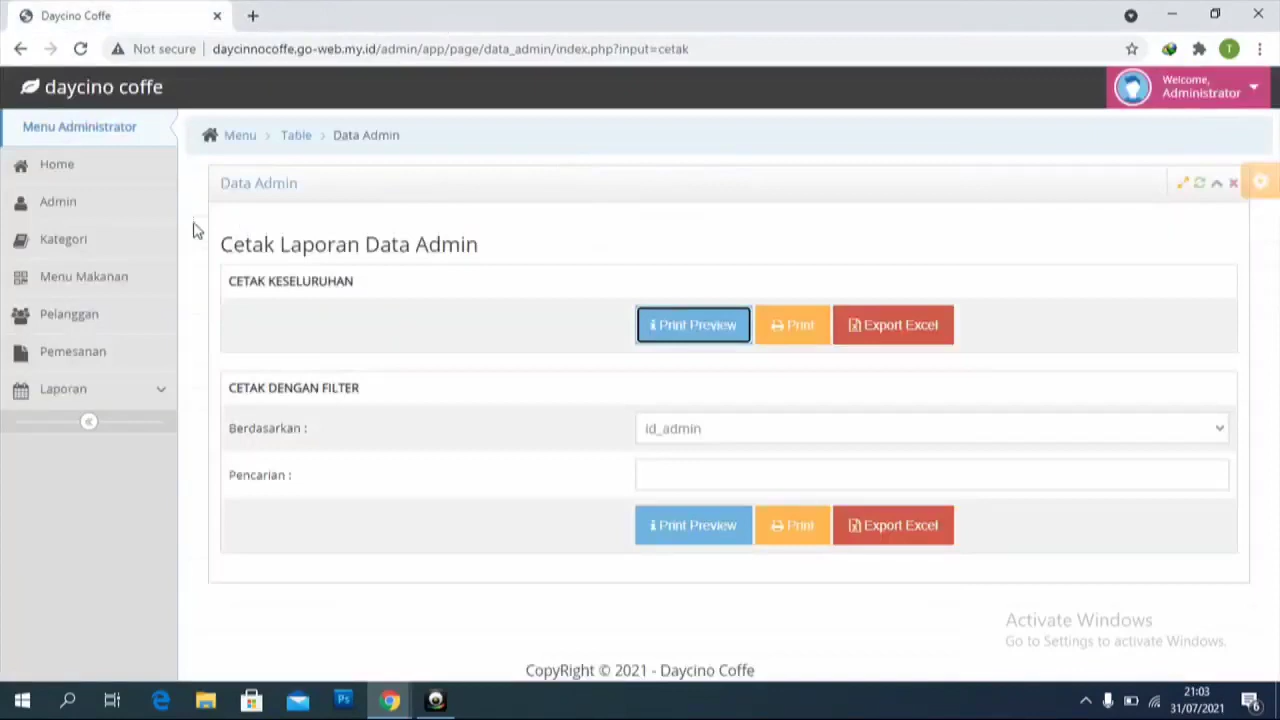 Daycino Coffe
Not secure
daycinnocoffe.go-web.my.id/admin/app/page/data_admin/index.php?input=cetak
T
daycino coffe
Welcome,
Administrator
Menu Administrator
Menu > Table > Data Admin
Home
Admin
Kategori
Menu Makanan
Pelanggan
Pemesanan
Laporan
Data Admin
Cetak Laporan Data Admin
CETAK KESELURUHAN
Print Preview Print Export Excel
CETAK DENGAN FILTER
Berdasarkan : id_admin
Pencarian :
Print Preview Print Export Excel
Activate Windows
Go to Settings to activate Windows.
CopyRight © 2021 - Daycino Coffe
Ps
21:03
31/07/2021
6